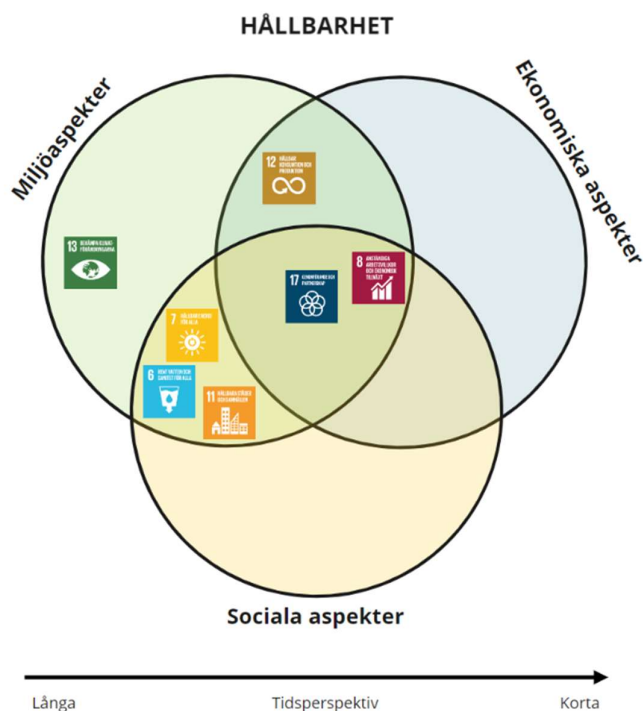 HÅLLBARHET
Miljöaspekter
Ekonomiska aspekter
12 HÅLLBAR
KONSUMTION OCH
PRODUKTION
13 BEKÄMPA KLIMAT-
FÖRÄNDRINGARNA
17 GENOMFÖRANDE OCH
PARTNERSKAP
8 ANSTÄNDIGA
ARBETSVILLKOR
OCH EKONOMISK
TILLVÄXT
7 HÅLLBAR ENERGI
FÖR ALLA
6 RENT VATTEN OCH
SANITET FÖR ALLA
11 HÅLLBARA STÄDER
OCH SAMHÄLLEN
Sociala aspekter
Långa
Tidsperspektiv
Korta